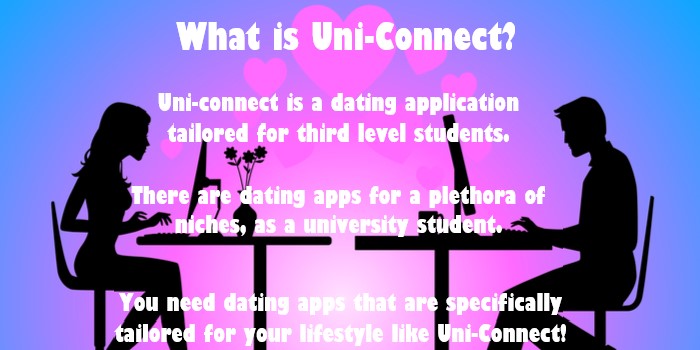 What is Uni-Connect?
Uni-connect is a dating application
tailored for third level students.
There are dating apps for a plethora of
niches, as a university student.
You need dating apps that are specifically
tailored for your lifestyle like Uni-Connect!